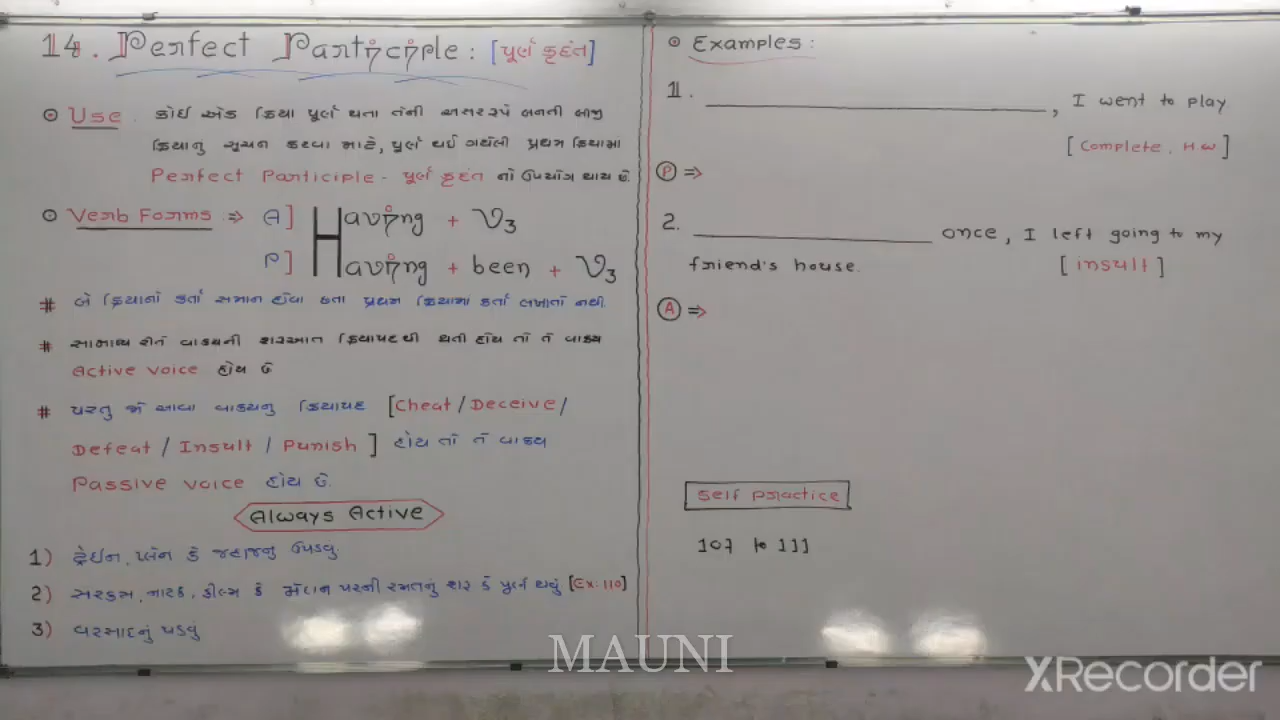 14. Perfect Participle : [પૂર્ણ કૃદંત]
⊙ Use : કોઈ એક ક્રિયા પૂર્ણ થતા તેની અસરરૂપે બનતી બીજી
ક્રિયાનુ સૂચન કરવા માટે, પૂર્ણ થઈ ગયેલી પ્રથમ ક્રિયામાં
Perfect Participle - પૂર્ણ કૃદંત નો ઉપયોગ થાય છે.
⊙ Verb Forms ⇒ A] Having + V3
P] Having + been + V3
# બે ક્રિયાનો કર્તા સમાન હોવા છતા પ્રથમ ક્રિયામાં કર્તા લખાતો નથી.
# સામાન્ય રીતે વાક્યની શરૂઆત ક્રિયાપદથી થતી હોય તો તે વાક્ય
Active voice હોય છે
# પરંતુ જો આવા વાક્યનુ ક્રિયાપદ [Cheat / Deceive /
Defeat / Insult / Punish ] હોય તો તે વાક્ય
Passive voice હોય છે.
Always Active
1) ટ્રેઈન, પ્લેન કે જહાજનુ ઉપડવુ
2) સરકસ, નાટક, ફીલ્મ કે મેદાન પરની રમતનું શરૂ કે પુર્ણ થવું [Ex:110]
3) વરસાદનું પડવું
⊙ Examples :
1. ____________________, I went to play
[Complete, H.W]
P ⇒
2. ____________________ once, I left going to my
friend's house. [insult]
A ⇒
Self practice
107 to 111
MAUNI
XRecorder